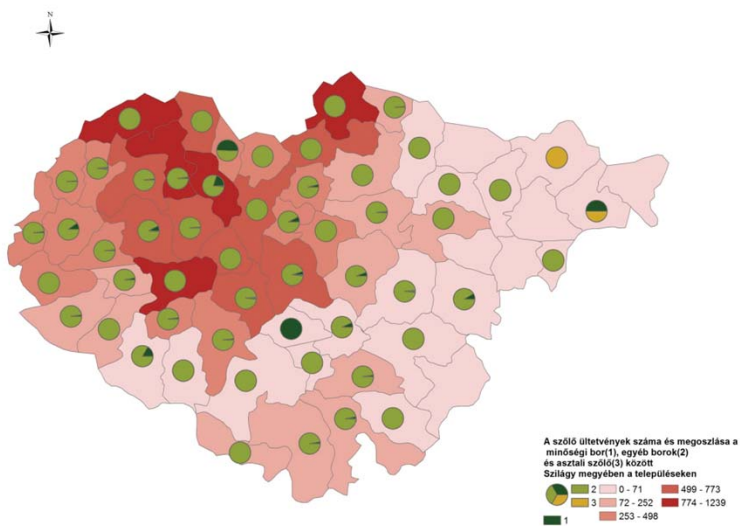 N
A szőlő ültetvények száma és megoszlása a
minőségi bor(1), egyéb borok(2)
és asztali szőlő(3) között
Szilágy megyében a településeken
2 0 - 71 499 - 773
3 72 - 252 774 - 1239
1 253 - 498